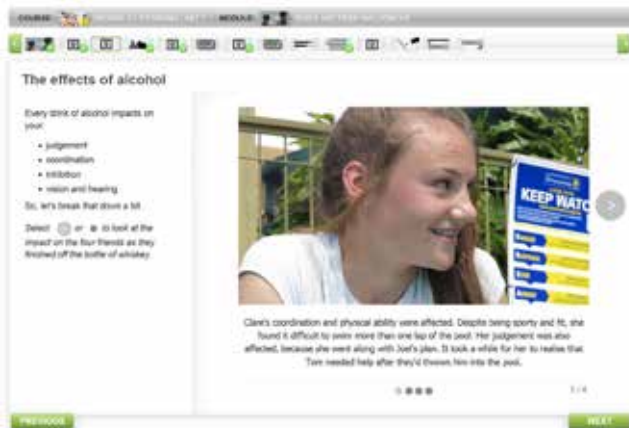 COURSE:
MODULE:
The effects of alcohol
Every drink of alcohol impacts on
your:
• judgement
• coordination
• inhibition
• vision and hearing
So, let's break that down a bit
Select or to look at the
impact on the four friends as they
finished off the bottle of whiskey.
KEEP WATC
Clare's coordination and physical ability were affected. Despite being sporty and fit, she
found it difficult to swim more than one lap of the pool. Her judgement was also
affected, because she went along with Joel's plan. It took a while for her to realise that
Tom needed help after they'd thrown him into the pool.
1 / 4
PREVIOUS
NEXT